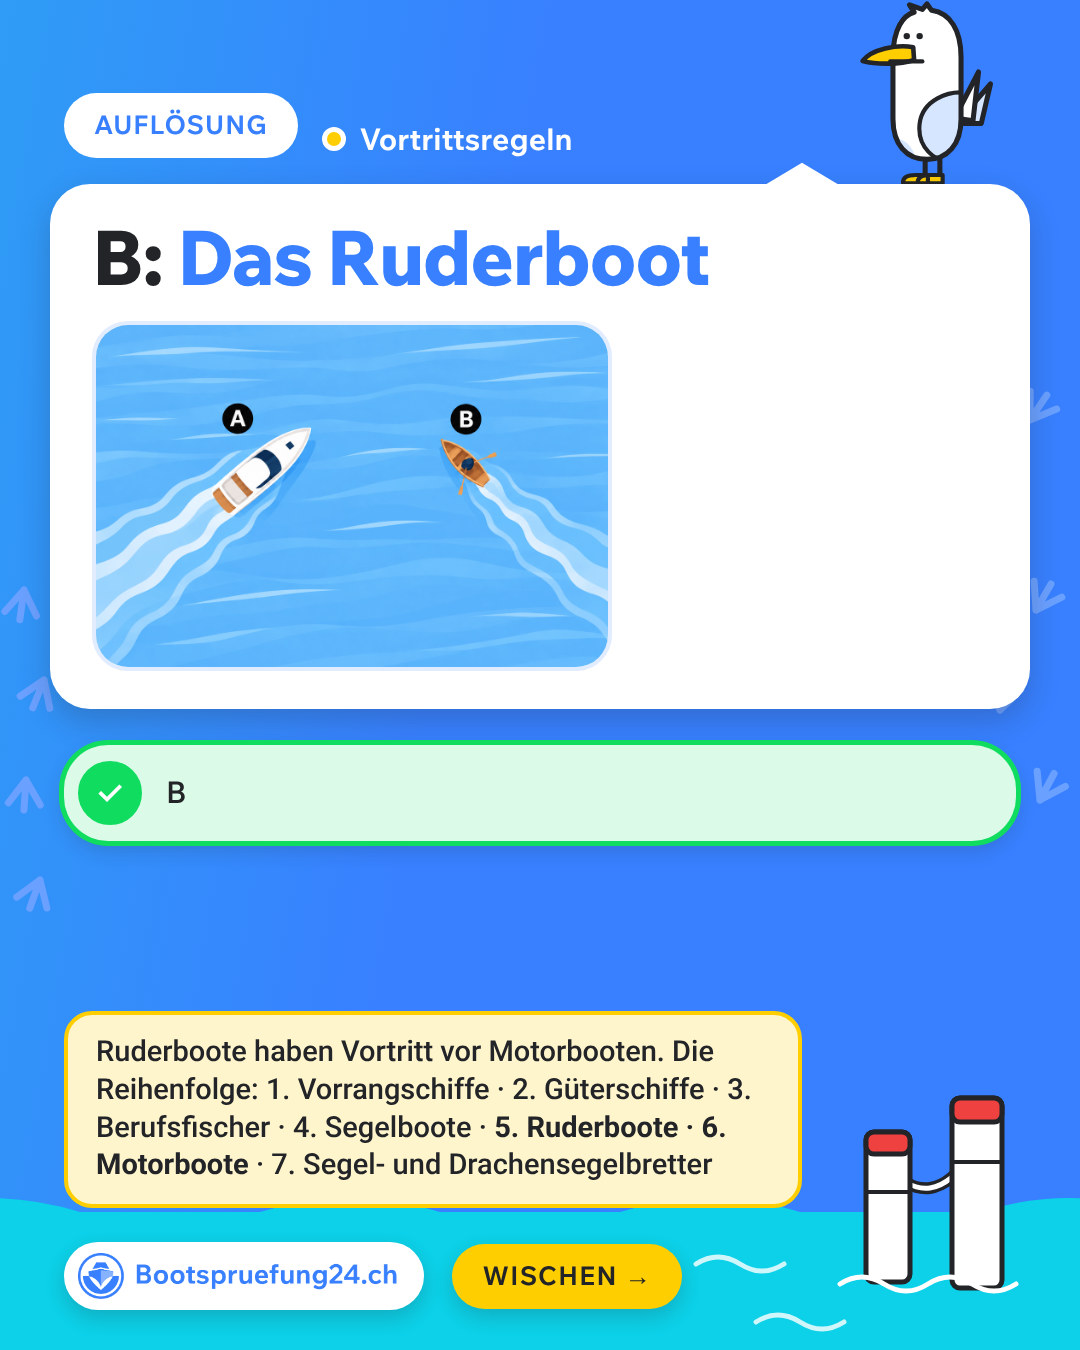 AUFLÖSUNG
Vortrittsregeln
B: Das Ruderboot
A
B
B
Ruderboote haben Vortritt vor Motorbooten. Die
Reihenfolge: 1. Vorrangschiffe · 2. Güterschiffe · 3.
Berufsfischer · 4. Segelboote · 5. Ruderboote · 6.
Motorboote · 7. Segel- und Drachensegelbretter
Bootspruefung24.ch
WISCHEN →